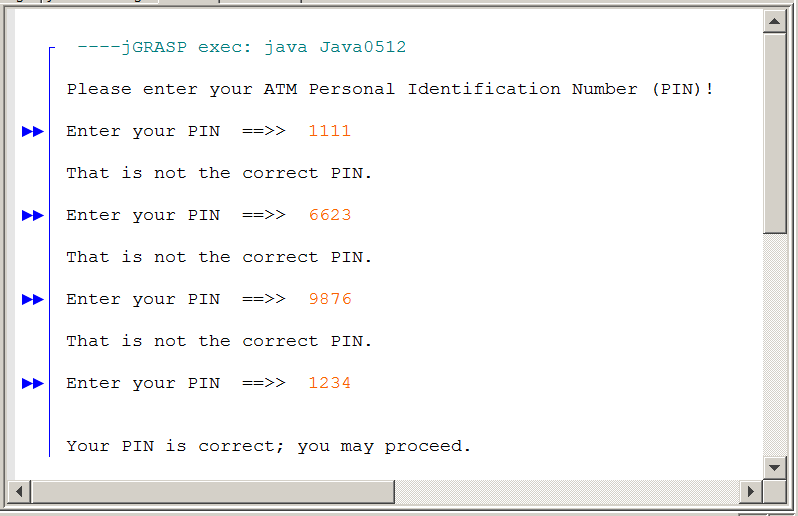 ----jGRASP exec: java Java0512
Please enter your ATM Personal Identification Number (PIN)!
Enter your PIN  ==>>  1111
That is not the correct PIN.
Enter your PIN  ==>>  6623
That is not the correct PIN.
Enter your PIN  ==>>  9876
That is not the correct PIN.
Enter your PIN  ==>>  1234
Your PIN is correct; you may proceed.